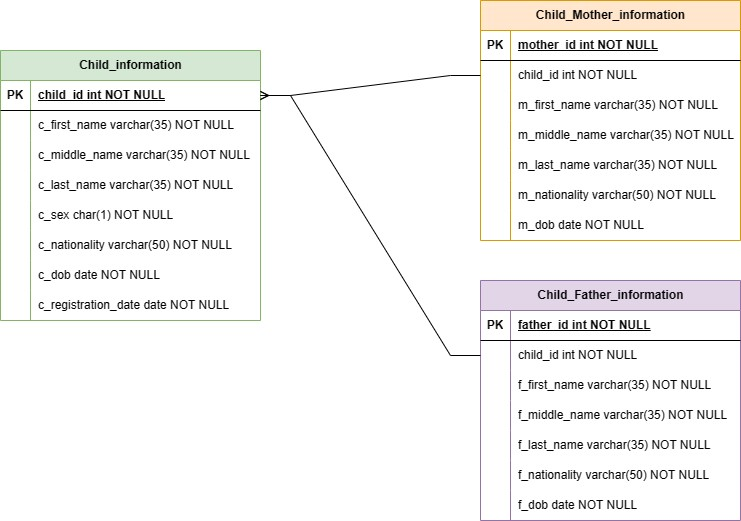 Child_information
PK child_id int NOT NULL
c_first_name varchar(35) NOT NULL
c_middle_name varchar(35) NOT NULL
c_last_name varchar(35) NOT NULL
c_sex char(1) NOT NULL
c_nationality varchar(50) NOT NULL
c_dob date NOT NULL
c_registration_date date NOT NULL
Child_Mother_information
PK mother_id int NOT NULL
child_id int NOT NULL
m_first_name varchar(35) NOT NULL
m_middle_name varchar(35) NOT NULL
m_last_name varchar(35) NOT NULL
m_nationality varchar(50) NOT NULL
m_dob date NOT NULL
Child_Father_information
PK father_id int NOT NULL
child_id int NOT NULL
f_first_name varchar(35) NOT NULL
f_middle_name varchar(35) NOT NULL
f_last_name varchar(35) NOT NULL
f_nationality varchar(50) NOT NULL
f_dob date NOT NULL